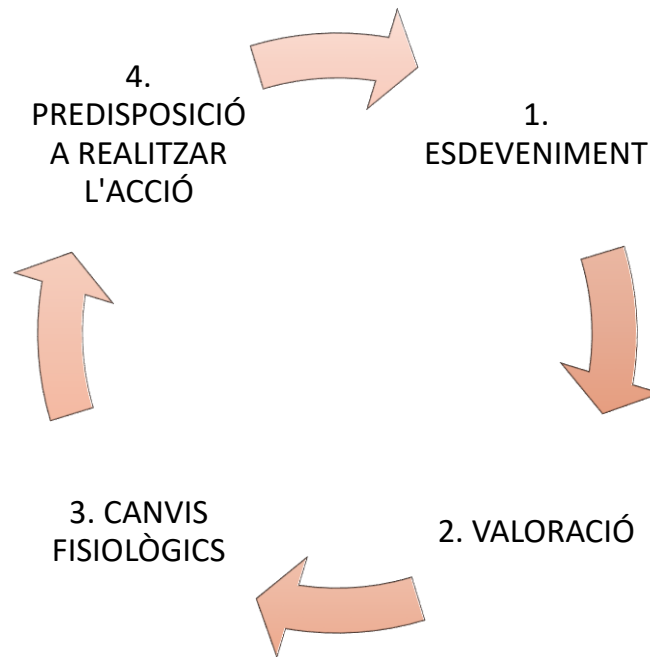 4.
PREDISPOSICIÓ
A REALITZAR
L'ACCIÓ
1.
ESDEVENIMENT
3. CANVIS
FISIOLÒGICS
2. VALORACIÓ